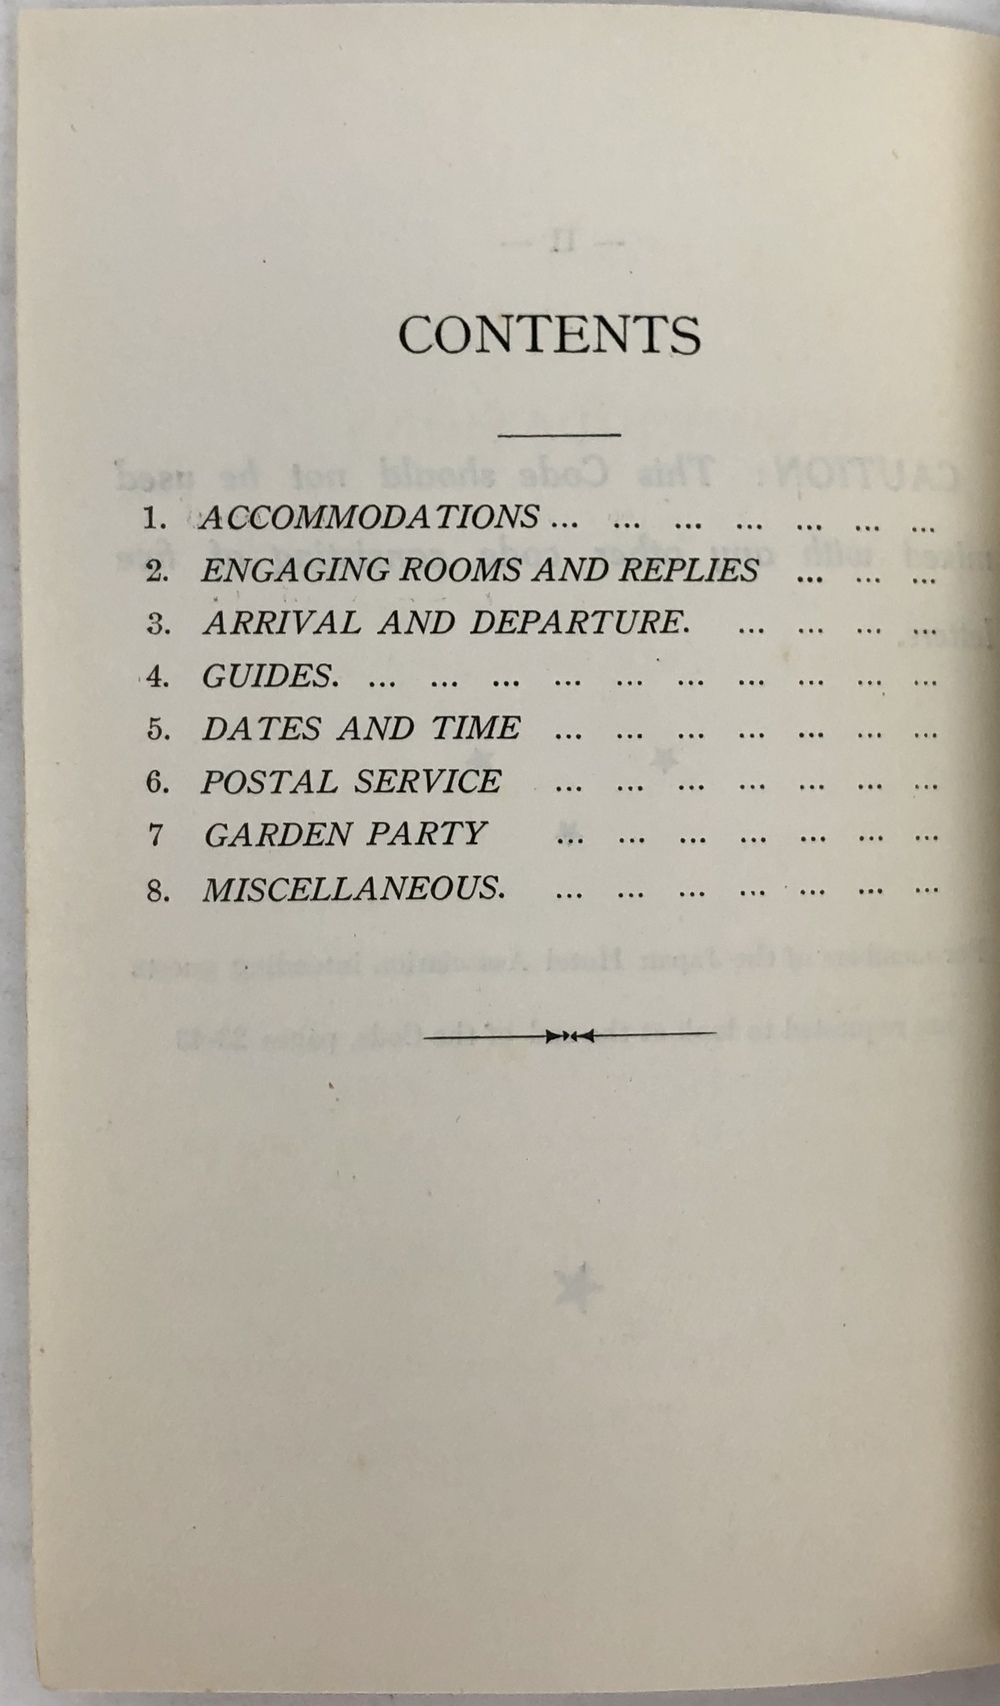 CONTENTS
1. ACCOMMODATIONS ... ... ... ... ... ... ...
2. ENGAGING ROOMS AND REPLIES ... ... ...
3. ARRIVAL AND DEPARTURE. ... ... ... ...
4. GUIDES. ... ... ... ... ... ... ... ... ... ...
5. DATES AND TIME ... ... ... ... ... ... ...
6. POSTAL SERVICE ... ... ... ... ... ... ...
7 GARDEN PARTY ... ... ... ... ... ... ...
8. MISCELLANEOUS. ... ... ... ... ... ... ...